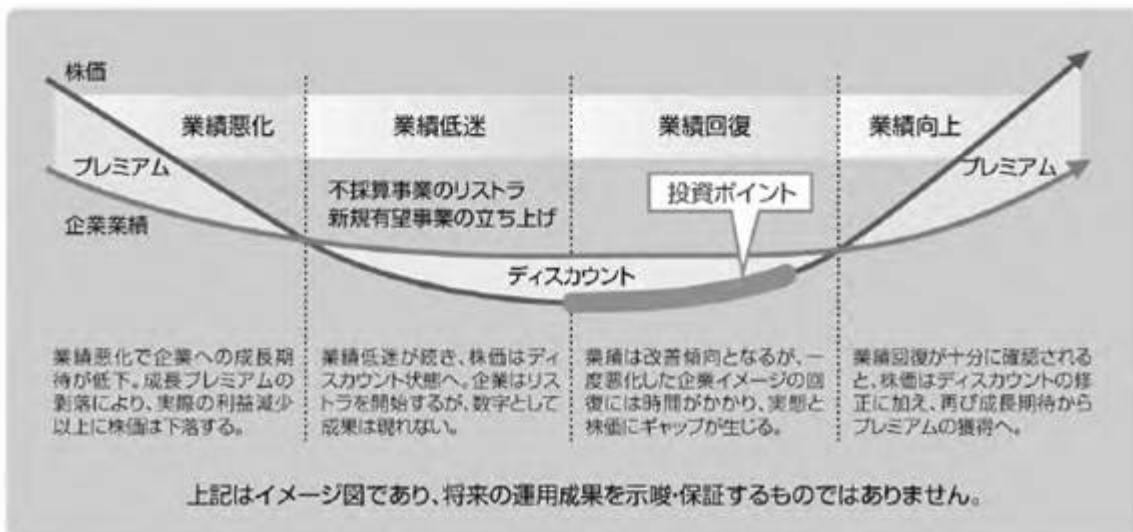 株価
業績悪化
業績低迷
業績回復
業績向上
プレミアム
企業業績
不採算事業のリストラ
新規有望事業の立ち上げ
投資ポイント
プレミアム
ディスカウント
業績悪化で企業への成長期
待が低下。成長プレミアムの
剥落により、実際の利益減少
以上に株価は下落する。
業績低迷が続き、株価はディ
スカウント状態へ。企業はリス
トラを開始するが、数字として
成果は現れない。
業績は改善傾向となるが、一
度悪化した企業イメージの回
復には時間がかかり、実態と
株価にギャップが生じる。
業績回復が十分に確認される
と、株価はディスカウントの修
正に加え、再び成長期待から
プレミアムの獲得へ。
上記はイメージ図であり、将来の運用成果を示唆・保証するものではありません。